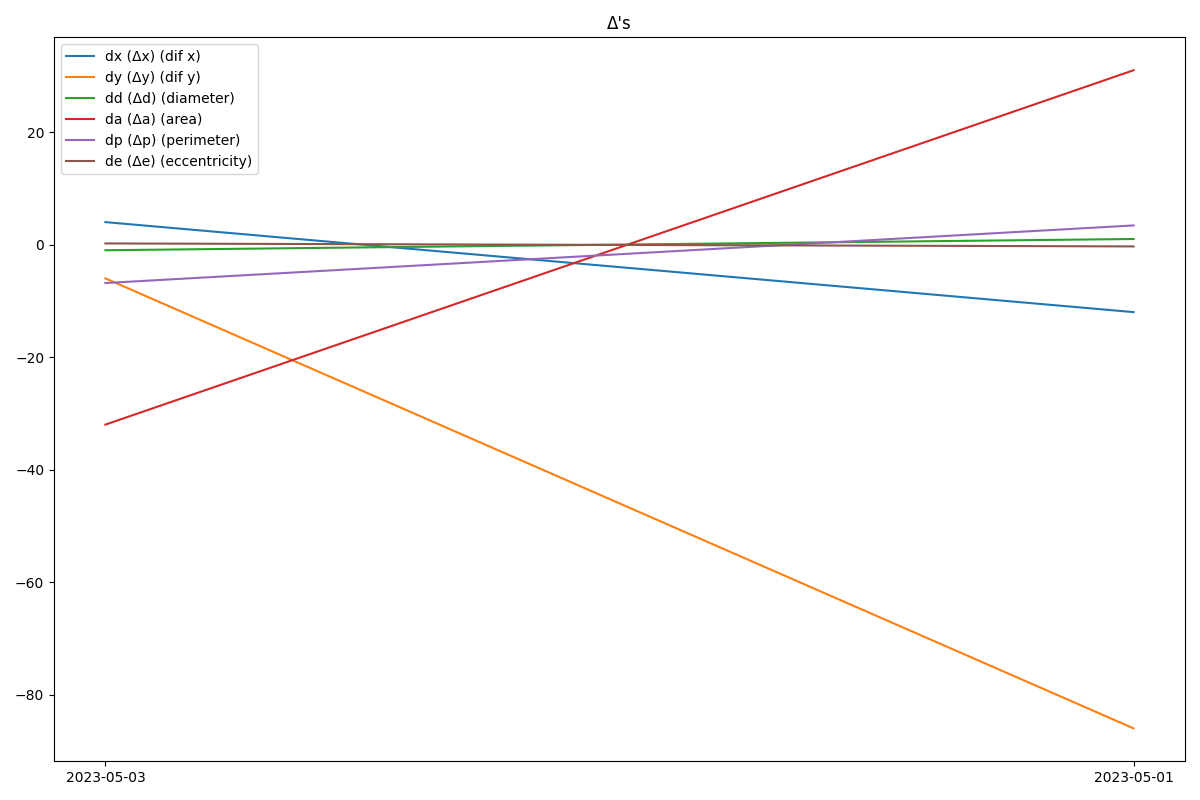 Δ's
dx (Δx) (dif x)
dy (Δy) (dif y)
dd (Δd) (diameter)
da (Δa) (area)
dp (Δp) (perimeter)
de (Δe) (eccentricity)
20
0
−20
−40
−60
−80
2023-05-03 2023-05-01